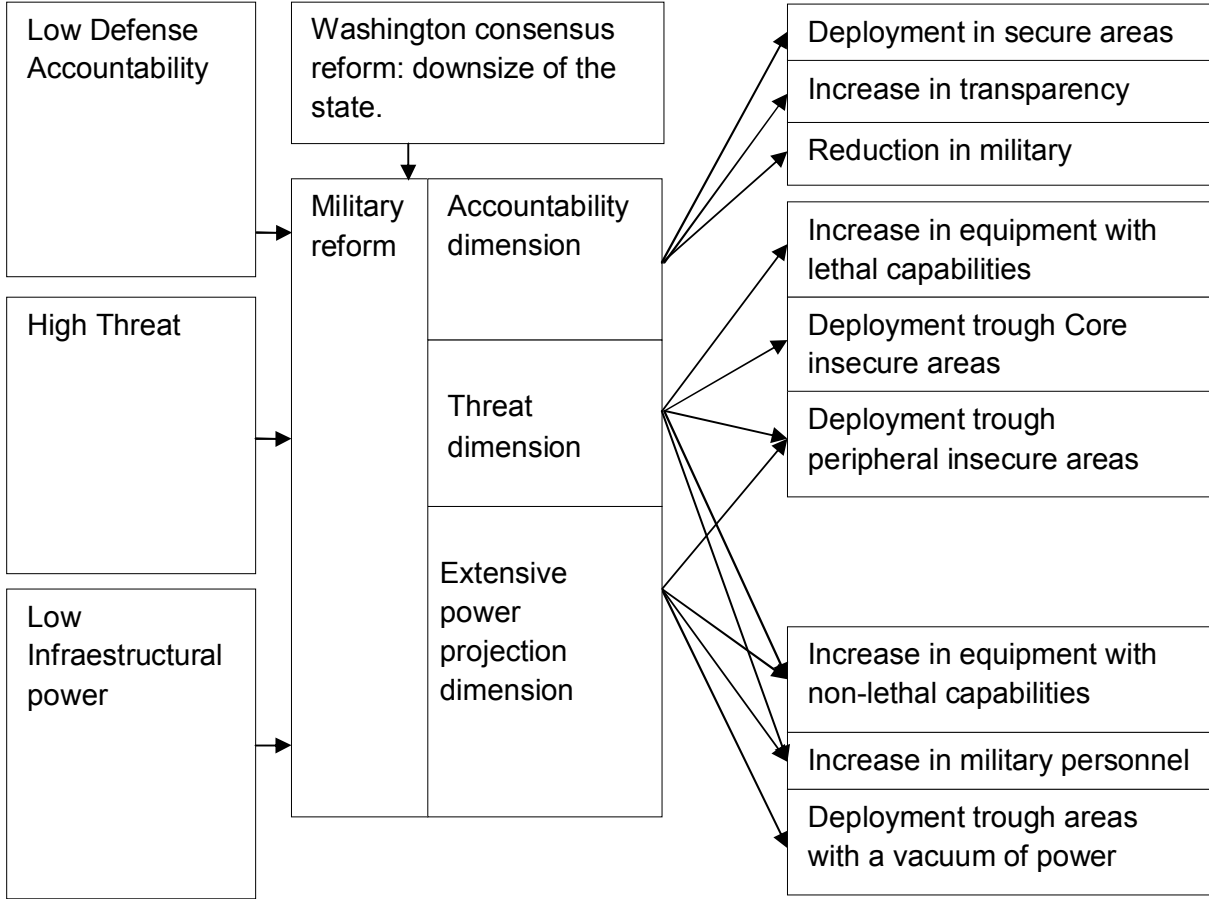 Low Defense
Accountability
High Threat
Low
Infraestructural
power
Washington consensus
reform: downsize of the
state.
Military
reform
Accountability
dimension
Threat
dimension
Extensive
power
projection
dimension
Deployment in secure areas
Increase in transparency
Reduction in military
Increase in equipment with
lethal capabilities
Deployment trough Core
insecure areas
Deployment trough
peripheral insecure areas
Increase in equipment with
non-lethal capabilities
Increase in military personnel
Deployment trough areas
with a vacuum of power